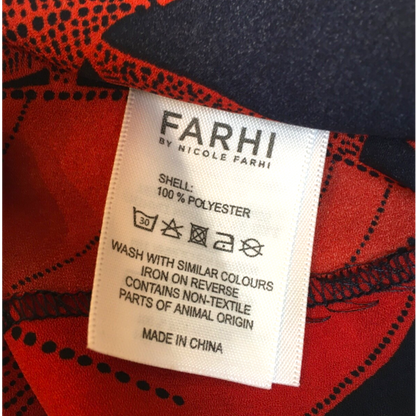 FARHI
BY NICOLE FARHI
SHELL:
100 % POLYESTER
30
WASH WITH SIMILAR COLOURS
IRON ON REVERSE
CONTAINS NON-TEXTILE
PARTS OF ANIMAL ORIGIN
MADE IN CHINA